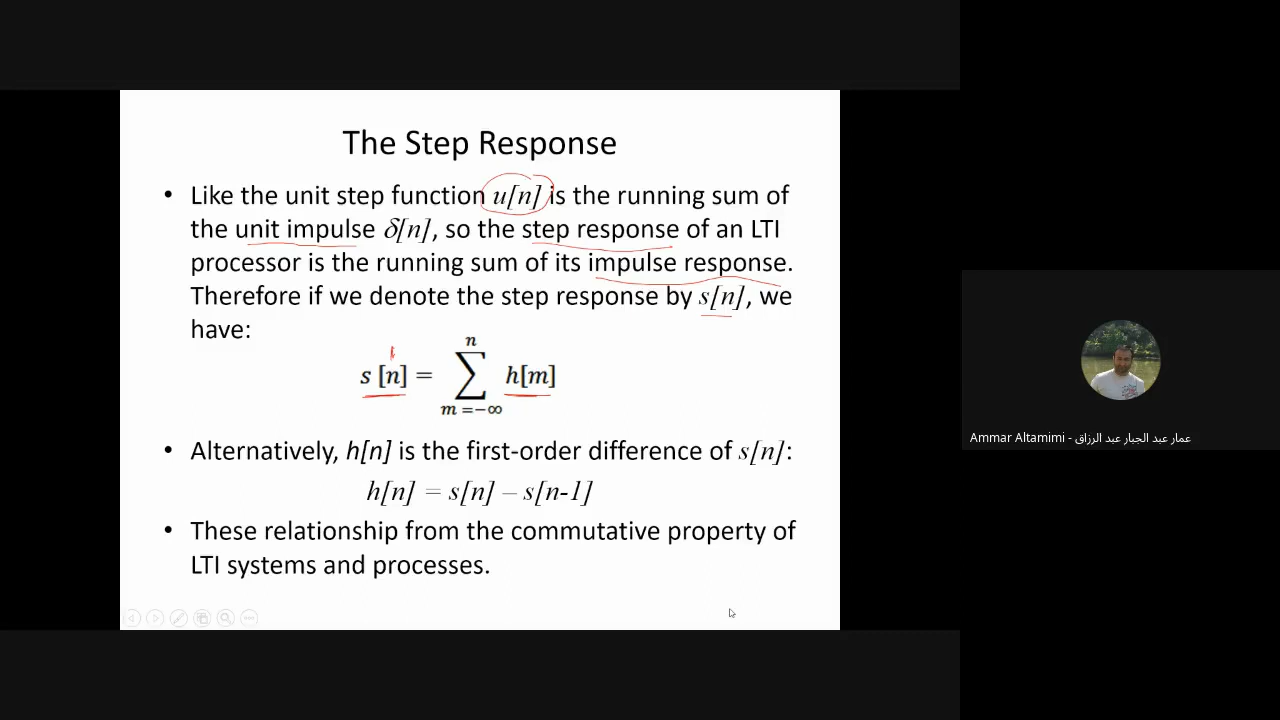 The Step Response
• Like the unit step function u[n] is the running sum of
the unit impulse δ[n], so the step response of an LTI
processor is the running sum of its impulse response.
Therefore if we denote the step response by s[n], we
have:
s [n] = ∑_{m =−∞}^{n} h[m]
• Alternatively, h[n] is the first-order difference of s[n]:
h[n] = s[n] – s[n-1]
• These relationship from the commutative property of
LTI systems and processes.
Ammar Altamimi - عمار عبد الجبار عبد الرزاق